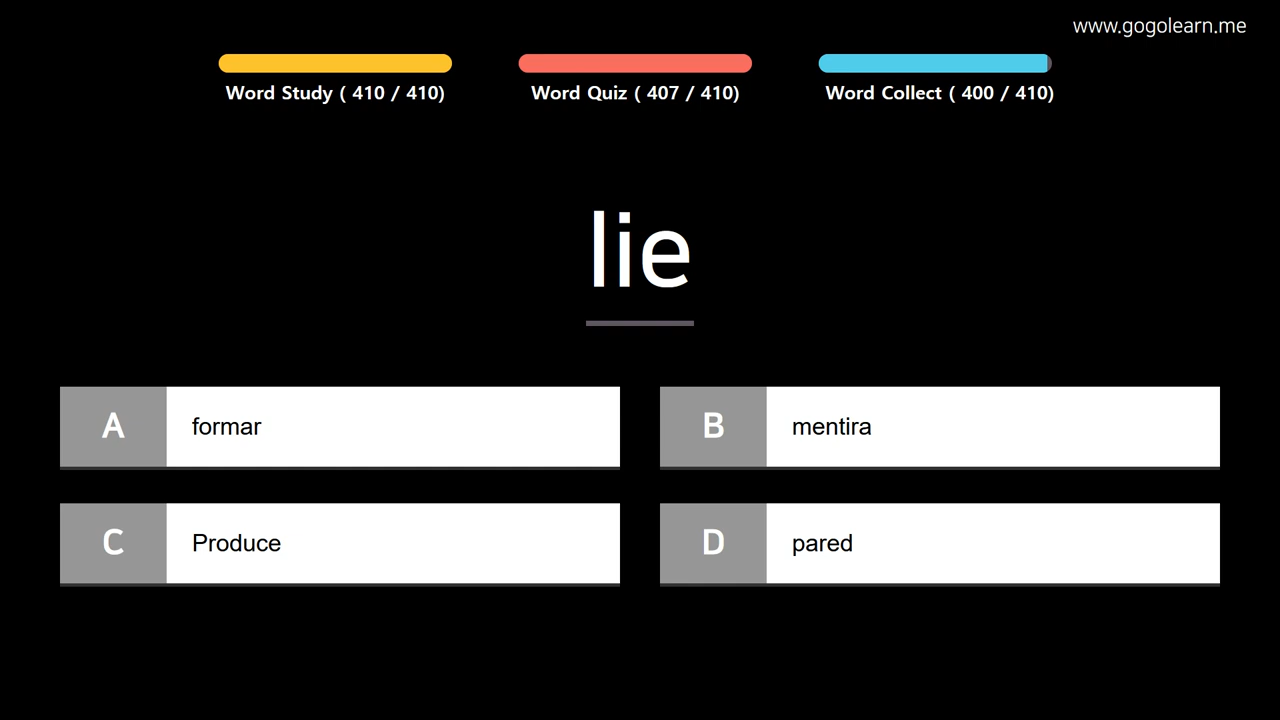 www.gogolearn.me
Word Study ( 410 / 410)
Word Quiz ( 407 / 410)
Word Collect ( 400 / 410)
lie
A formar
B mentira
C Produce
D pared